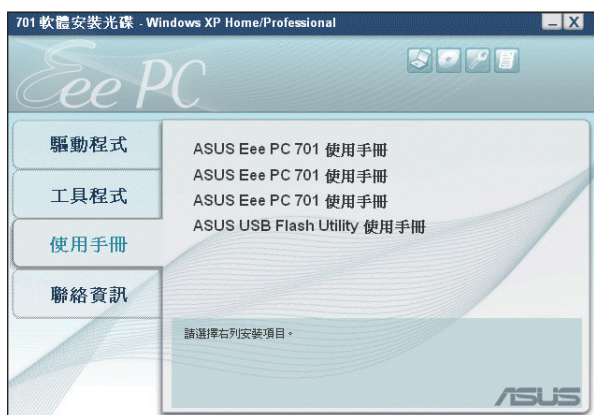 701 軟體安裝光碟 - Windows XP Home/Professional
Eee PC
驅動程式
工具程式
使用手冊
聯絡資訊
ASUS Eee PC 701 使用手冊
ASUS Eee PC 701 使用手冊
ASUS Eee PC 701 使用手冊
ASUS USB Flash Utility 使用手冊
請選擇右列安裝項目。
ASUS